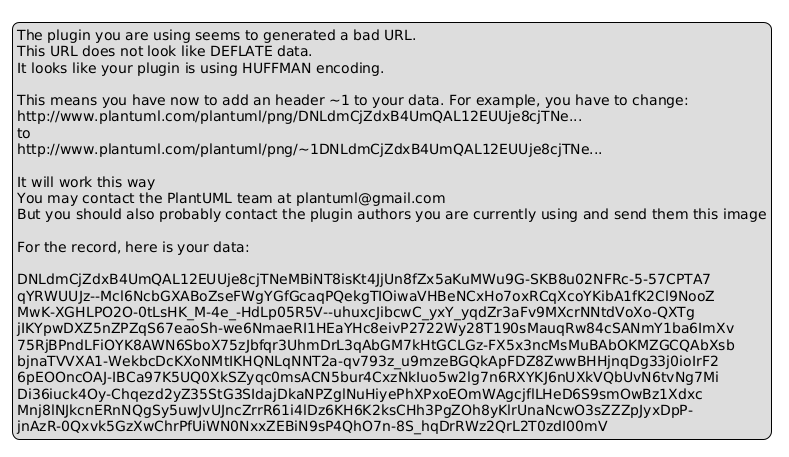 The plugin you are using seems to generated a bad URL.
This URL does not look like DEFLATE data.
It looks like your plugin is using HUFFMAN encoding.
This means you have now to add an header ~1 to your data. For example, you have to change:
http://www.plantuml.com/plantuml/png/DNLdmCjZdxB4UmQAL12EUUje8cjTNe...
to
http://www.plantuml.com/plantuml/png/~1DNLdmCjZdxB4UmQAL12EUUje8cjTNe...
It will work this way
You may contact the PlantUML team at plantuml@gmail.com
But you should also probably contact the plugin authors you are currently using and send them this image
For the record, here is your data:
DNLdmCjZdxB4UmQAL12EUUje8cjTNeMBiNT8isKt4JjUn8fZx5aKuMWu9G-SKB8u02NFRc-5-57CPTA7
qYRWUUJz--Mcl6NcbGXABoZseFWgYGfGcaqPQekgTlOiwaVHBeNCxHo7oxRCqXcoYKibA1fK2Cl9NooZ
MwK-XGHLPO2O-0tLsHK_M-4e_-HdLp05R5V--uhuxcJibcwC_yxY_yqdZr3aFv9MXcrNNtdVoXo-QXTg
jIKYpwDXZ5nZPZqS67eaoSh-we6NmaeRI1HEaYHc8eivP2722Wy28T190sMauqRw84cSANmY1ba6ImXv
75RjBPndLFiOYK8AWN6SboX75zJbfqr3UhmDrL3qAbGM7kHtGCLGz-FX5x3ncMsMuBAbOKMZGCQAbXsb
bjnaTVVXA1-WekbcDcKXoNMtIKHQNLqNNT2a-qv793z_u9mzeBGQkApFDZ8ZwwBHHjnqDg33j0iolrF2
6pEOOncOAJ-IBCa97K5UQ0XkSZyqc0msACN5bur4CxzNkluo5w2lg7n6RXYKJ6nUXkVQbUvN6tvNg7Mi
Di36iuck4Oy-Chqezd2yZ35StG3SIdajDkaNPZglNuHiyePhXPxoEOmWAgcjflLHeD6S9smOwBz1Xdxc
Mnj8lNJkcnERnNQgSy5uwJvUJncZrrR61i4lDz6KH6K2ksCHh3PgZOh8yKlrUnaNcwO3sZZZpJyxDpP-
jnAzR-0Qxvk5GzXwChrPfUiWN0NxxZEBiN9sP4QhO7n-8S_hqDrRWz2QrL2T0zdI00mV